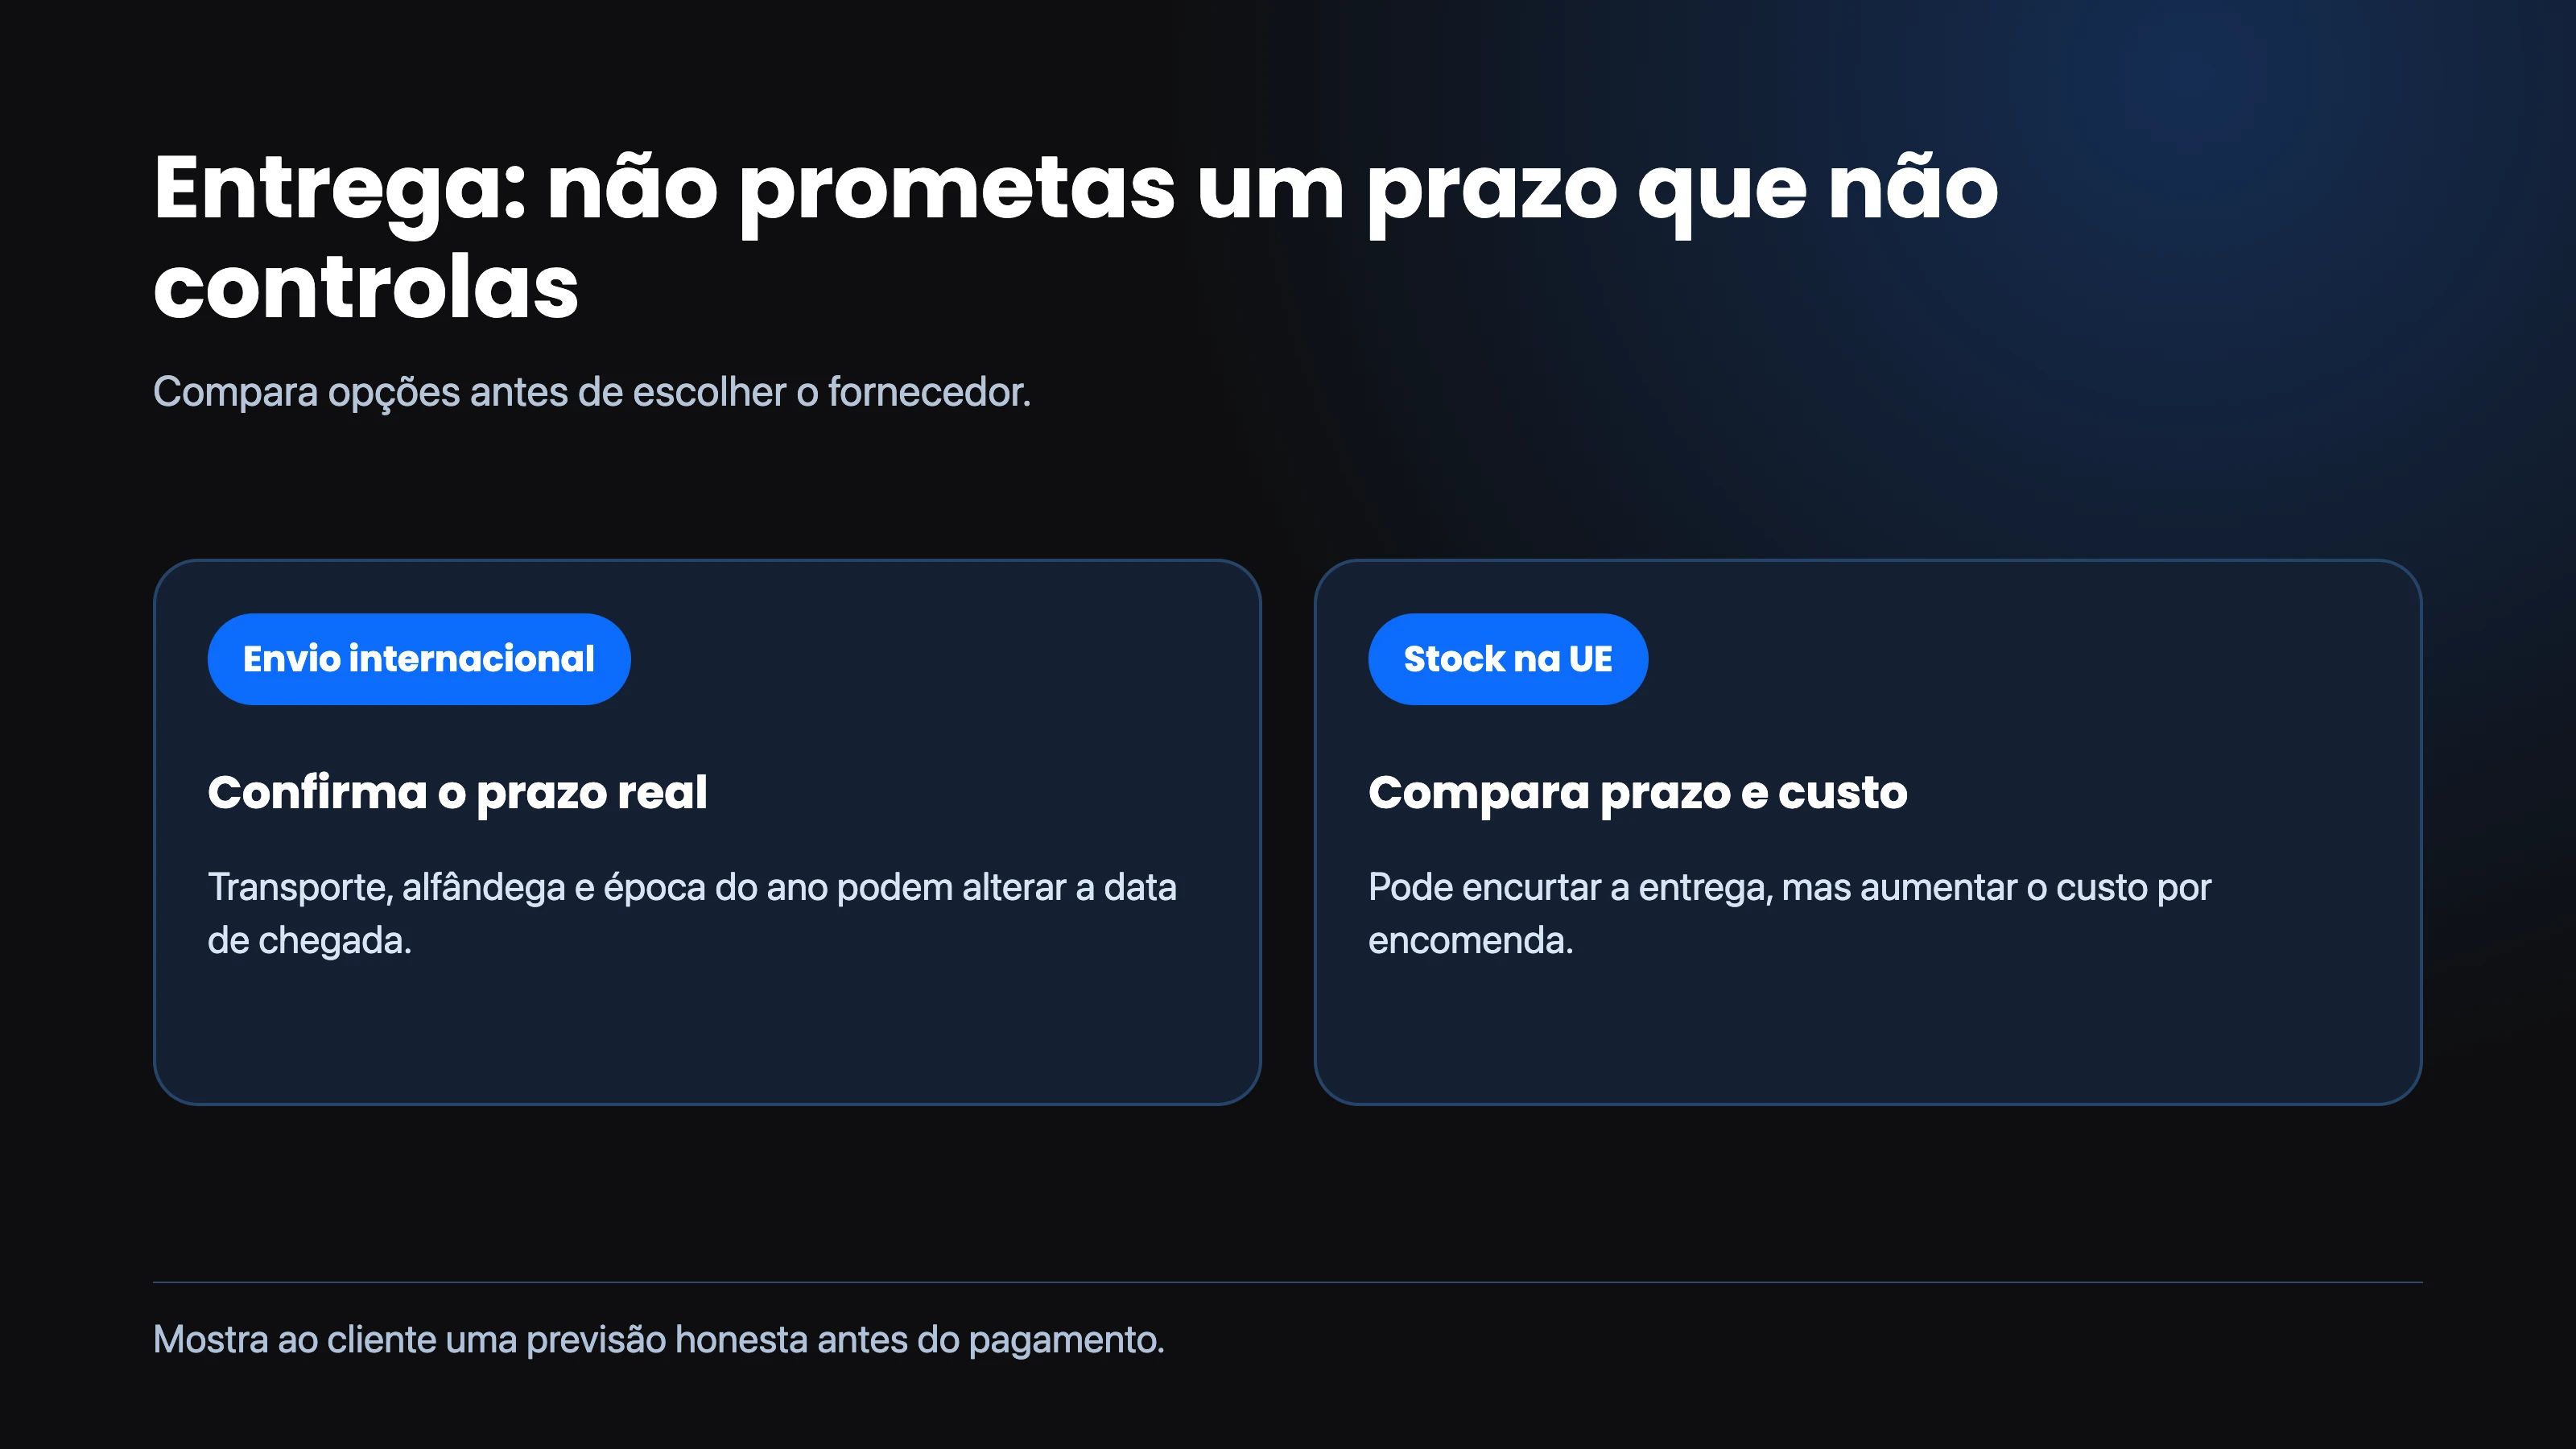 Entrega: não prometas um prazo que não
controlas
Compara opções antes de escolher o fornecedor.
Envio internacional
Confirma o prazo real
Transporte, alfândega e época do ano podem alterar a data
de chegada.
Stock na UE
Compara prazo e custo
Pode encurtar a entrega, mas aumentar o custo por
encomenda.
Mostra ao cliente uma previsão honesta antes do pagamento.